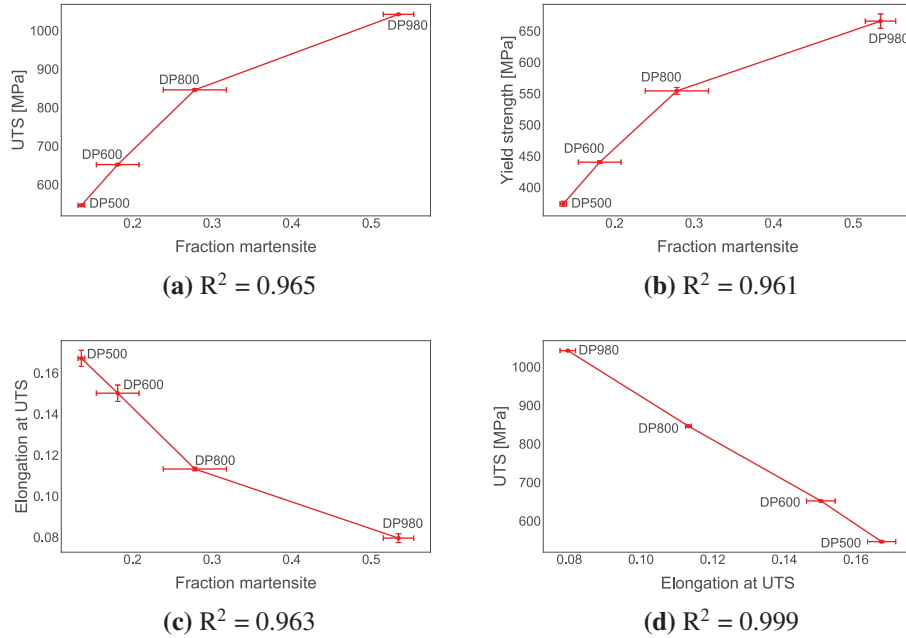 1000
900
800
700
600
UTS [MPa]
DP980
DP800
DP600
DP500
0.2 0.3 0.4 0.5
Fraction martensite
(a) R² = 0.965
650
600
550
500
450
400
Yield strength [MPa]
DP980
DP800
DP600
DP500
0.2 0.3 0.4 0.5
Fraction martensite
(b) R² = 0.961
0.16
0.14
0.12
0.10
0.08
Elongation at UTS
DP500
DP600
DP800
DP980
0.2 0.3 0.4 0.5
Fraction martensite
(c) R² = 0.963
1000
900
800
700
600
UTS [MPa]
DP980
DP800
DP600
DP500
0.08 0.10 0.12 0.14 0.16
Elongation at UTS
(d) R² = 0.999